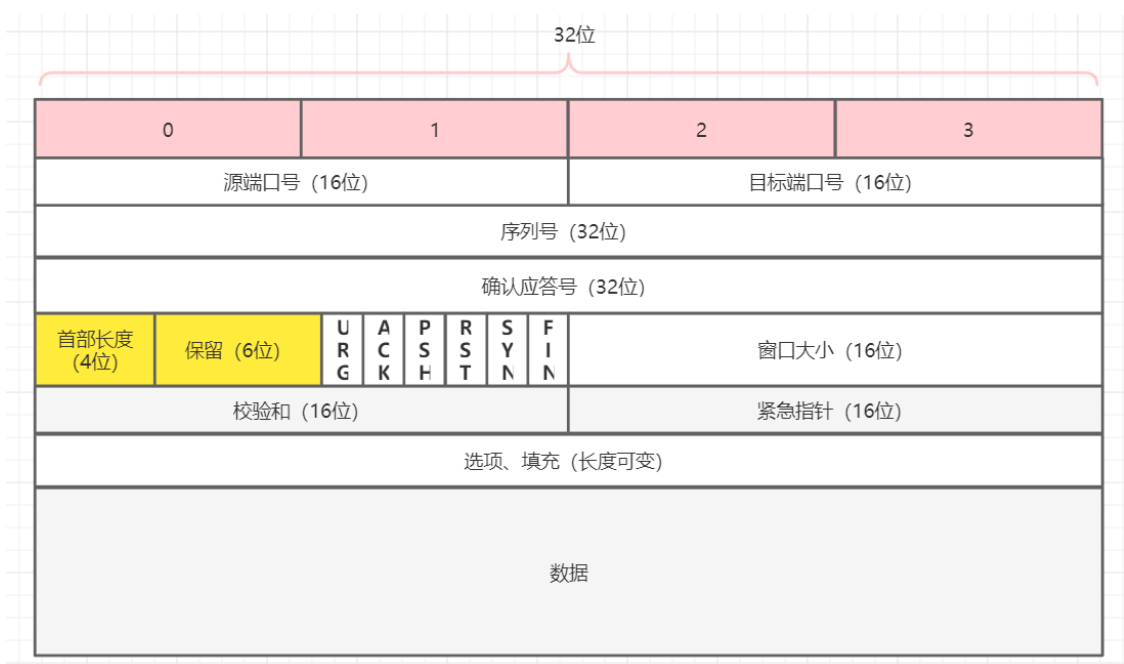 32位
0 1 2 3
源端口号 (16位) 目标端口号 (16位)
序列号 (32位)
确认应答号 (32位)
首部长度
(4位)
保留 (6位)
URG
ACK
PSH
RST
SYN
FIN
窗口大小 (16位)
校验和 (16位) 紧急指针 (16位)
选项、填充 (长度可变)
数据